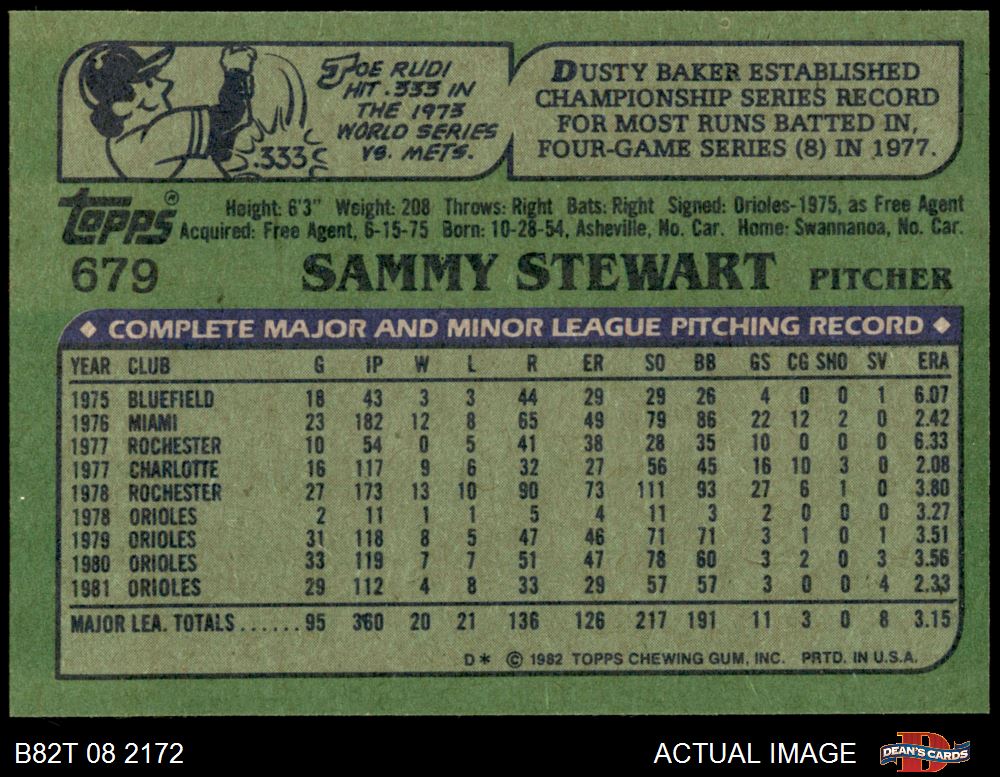 JOE RUDI
HIT .333 IN
THE 1973
WORLD SERIES
VS. METS.
.333
DUSTY BAKER ESTABLISHED
CHAMPIONSHIP SERIES RECORD
FOR MOST RUNS BATTED IN,
FOUR-GAME SERIES (8) IN 1977.
topps®
Height: 6'3" Weight: 208 Throws: Right Bats: Right Signed: Orioles-1975, as Free Agent
Acquired: Free Agent, 6-15-75 Born: 10-28-54, Asheville, No. Car. Home: Swannanoa, No. Car.
679 SAMMY STEWART PITCHER
COMPLETE MAJOR AND MINOR LEAGUE PITCHING RECORD
YEAR CLUB G IP W L R ER SO BB GS CG SHO SV ERA
1975 BLUEFIELD 18 43 3 3 44 29 29 26 4 0 0 1 6.07
1976 MIAMI 23 182 12 8 65 49 79 86 22 12 2 0 2.42
1977 ROCHESTER 10 54 0 5 41 38 28 35 10 0 0 0 6.33
1977 CHARLOTTE 16 117 9 6 32 27 56 45 16 10 3 0 2.08
1978 ROCHESTER 27 173 13 10 90 73 111 93 27 6 1 0 3.80
1978 ORIOLES 2 11 1 1 5 4 11 3 2 0 0 0 3.27
1979 ORIOLES 31 118 8 5 47 46 71 71 3 1 0 1 3.51
1980 ORIOLES 33 119 7 7 51 47 78 60 3 2 0 3 3.56
1981 ORIOLES 29 112 4 8 33 29 57 57 3 0 0 4 2.33
MAJOR LEA. TOTALS......95 360 20 21 136 126 217 191 11 3 0 8 3.15
D* © 1982 TOPPS CHEWING GUM, INC. PRTD. IN U.S.A.
B82T 08 2172 ACTUAL IMAGE DEAN'S CARDS